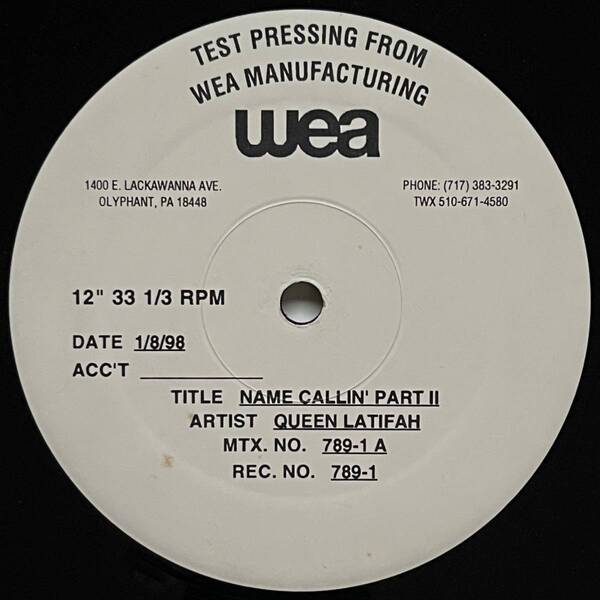 TEST PRESSING FROM
WEA MANUFACTURING
wea
1400 E. LACKAWANNA AVE.
OLYPHANT, PA 18448
PHONE: (717) 383-3291
TWX 510-671-4580
12" 33 1/3 RPM
DATE 1/8/98
ACC'T
TITLE NAME CALLIN' PART II
ARTIST QUEEN LATIFAH
MTX. NO. 789-1 A
REC. NO. 789-1